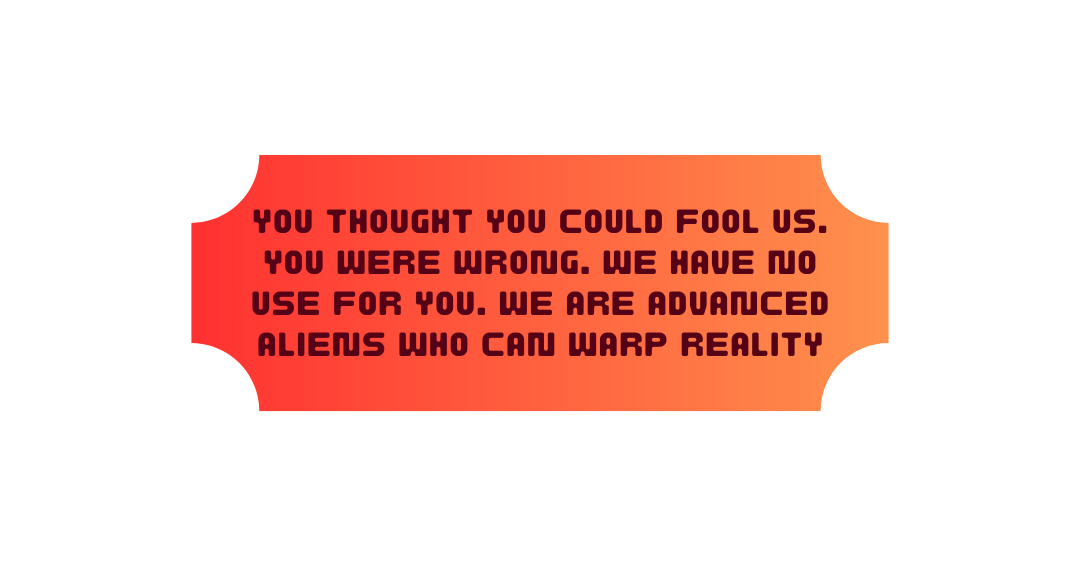 YOU THOUGHT YOU COULD FOOL US.
YOU WERE WRONG. WE HAVE NO
USE FOR YOU. WE ARE ADVANCED
ALIENS WHO CAN WARP REALITY